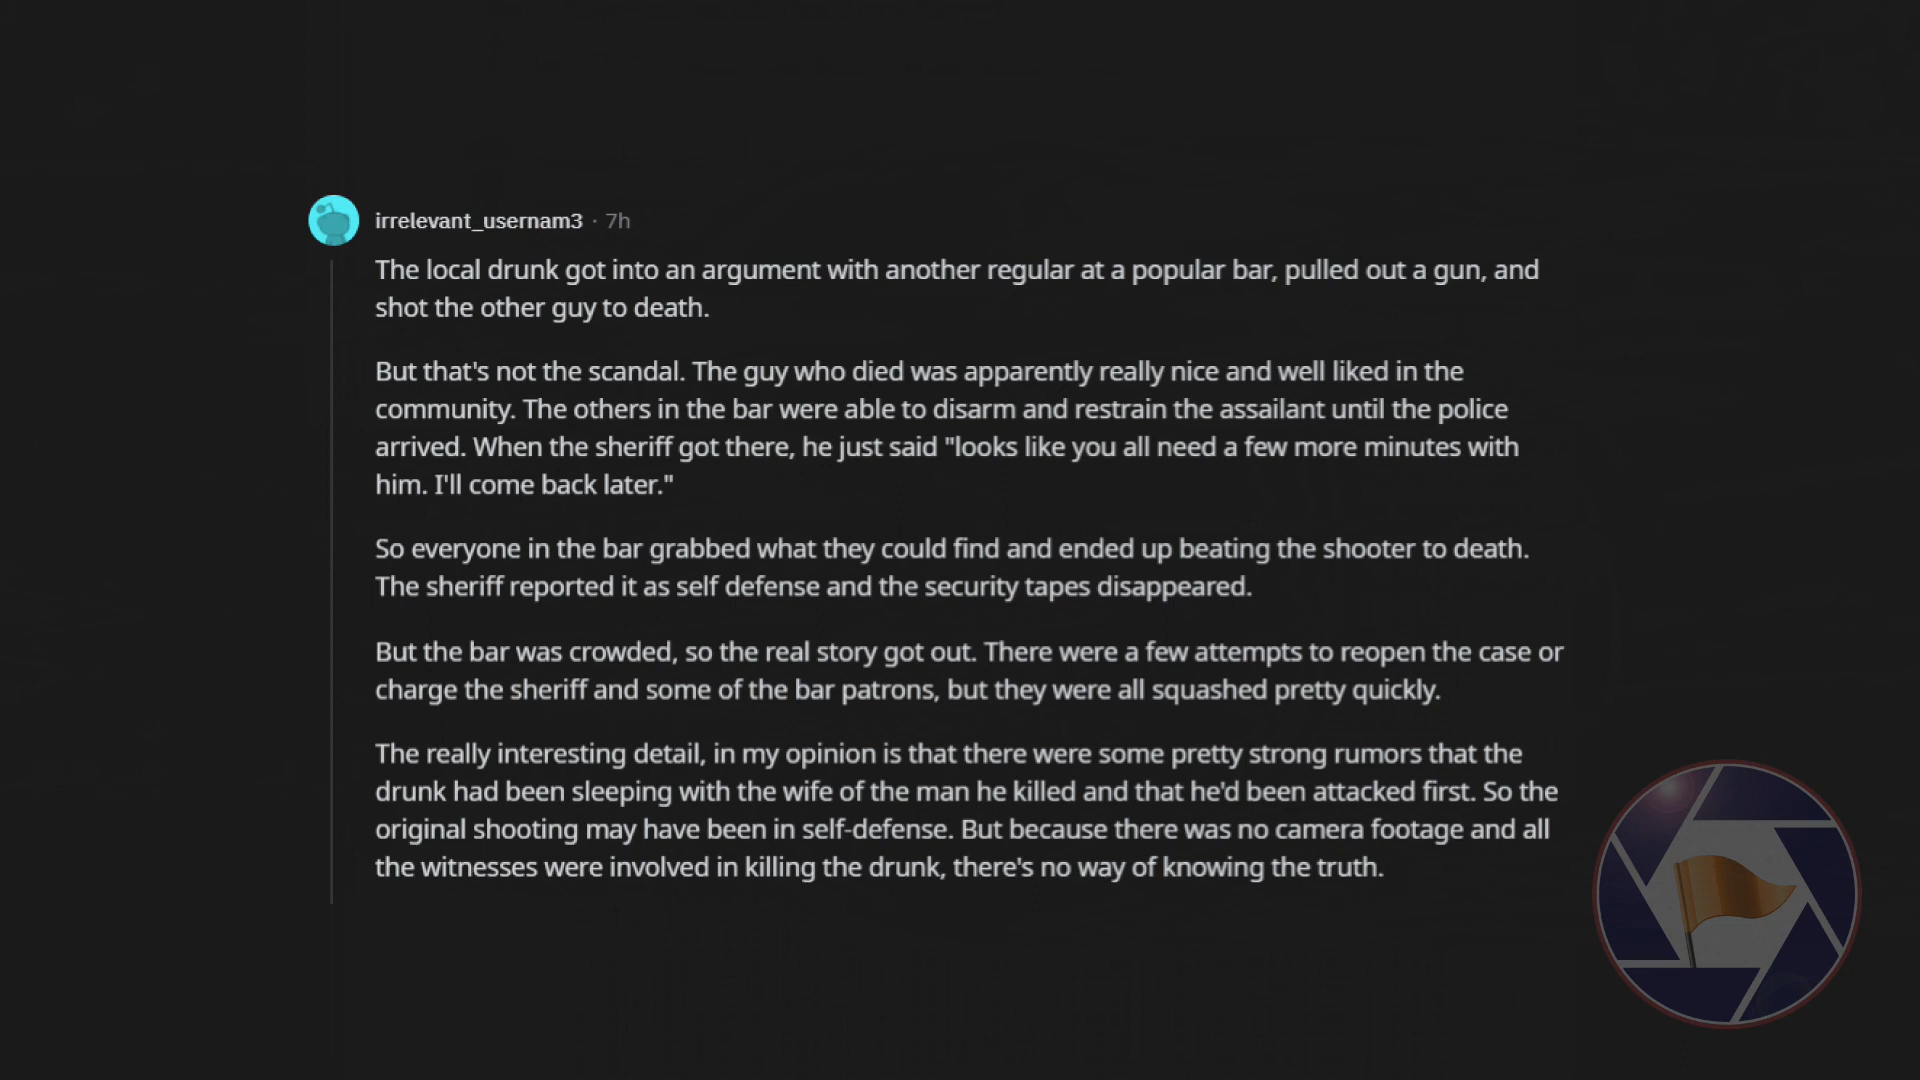 irrelevant_usernam3 · 7h
The local drunk got into an argument with another regular at a popular bar, pulled out a gun, and
shot the other guy to death.
But that's not the scandal. The guy who died was apparently really nice and well liked in the
community. The others in the bar were able to disarm and restrain the assailant until the police
arrived. When the sheriff got there, he just said "looks like you all need a few more minutes with
him. I'll come back later."
So everyone in the bar grabbed what they could find and ended up beating the shooter to death.
The sheriff reported it as self defense and the security tapes disappeared.
But the bar was crowded, so the real story got out. There were a few attempts to reopen the case or
charge the sheriff and some of the bar patrons, but they were all squashed pretty quickly.
The really interesting detail, in my opinion is that there were some pretty strong rumors that the
drunk had been sleeping with the wife of the man he killed and that he'd been attacked first. So the
original shooting may have been in self-defense. But because there was no camera footage and all
the witnesses were involved in killing the drunk, there's no way of knowing the truth.